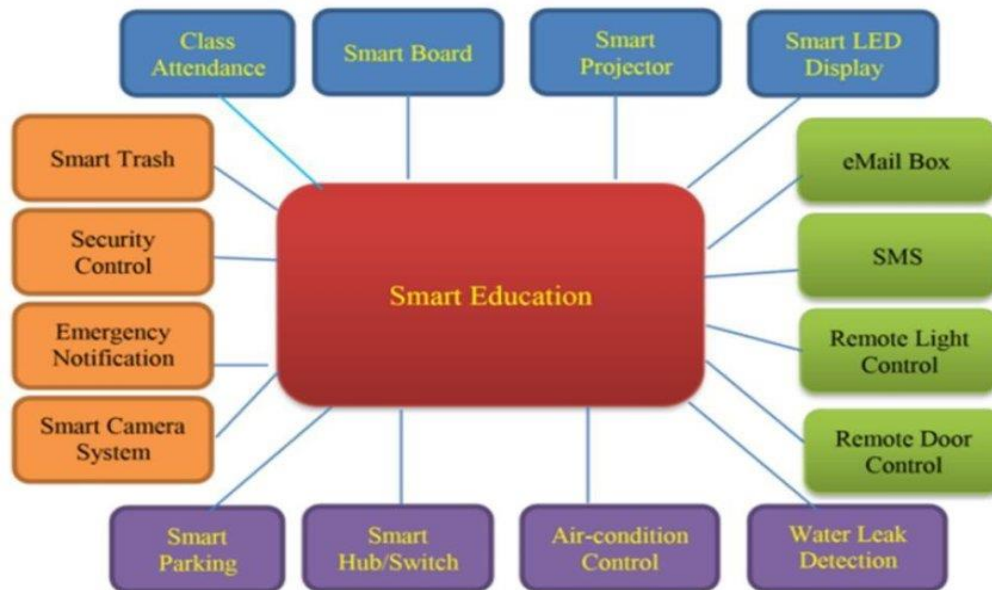 Class
Attendance
Smart Board
Smart
Projector
Smart LED
Display
Smart Trash
Security
Control
Emergency
Notification
Smart Camera
System
Smart Education
eMail Box
SMS
Remote Light
Control
Remote Door
Control
Smart
Parking
Smart
Hub/Switch
Air-condition
Control
Water Leak
Detection